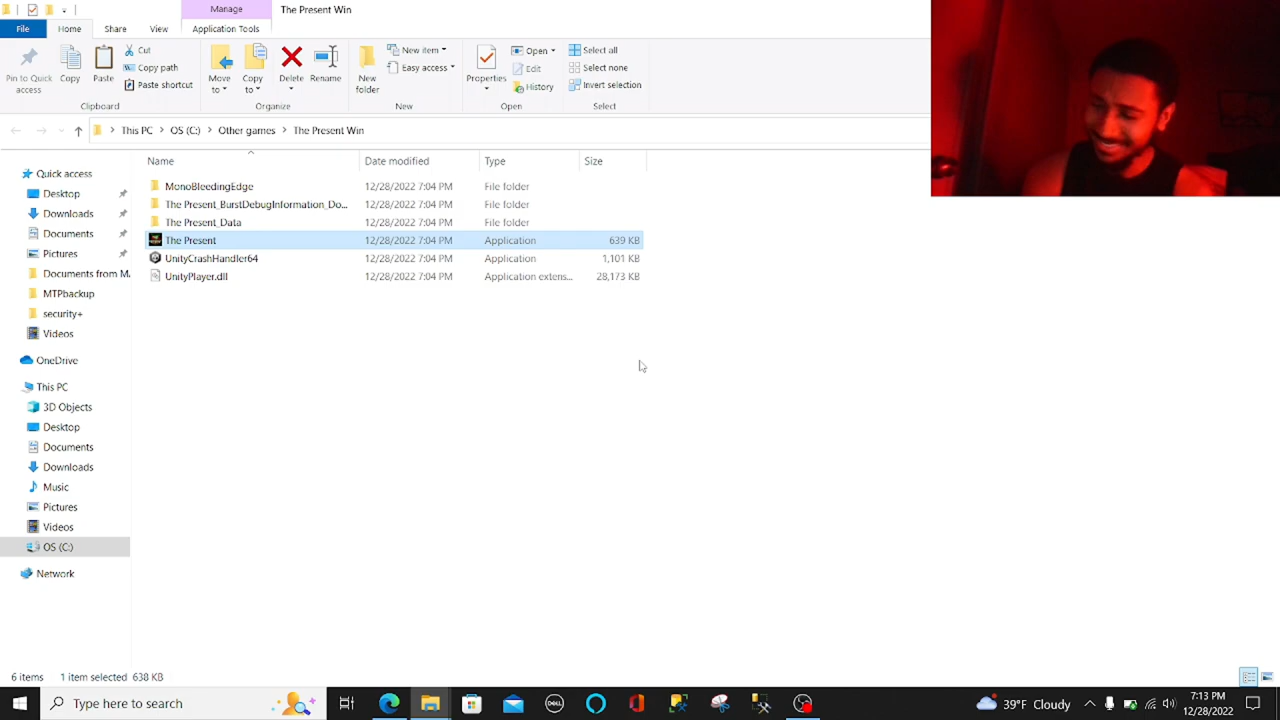 Manage
The Present Win
File
Home
Share
View
Application Tools
Pin to Quick access
Copy
Paste
Cut
Copy path
Paste shortcut
Clipboard
Move to
Copy to
Delete
Rename
Organize
New folder
New item
Easy access
New
Properties
Open
Edit
History
Open
Select all
Select none
Invert selection
Select
This PC
OS (C:)
Other games
The Present Win
Name
Date modified
Type
Size
MonoBleedingEdge 12/28/2022 7:04 PM File folder
The Present_BurstDebugInformation_Do... 12/28/2022 7:04 PM File folder
The Present_Data 12/28/2022 7:04 PM File folder
The Present 12/28/2022 7:04 PM Application 639 KB
UnityCrashHandler64 12/28/2022 7:04 PM Application 1,101 KB
UnityPlayer.dll 12/28/2022 7:04 PM Application extens... 28,173 KB
Quick access
Desktop
Downloads
Documents
Pictures
Documents from M
MTPbackup
security+
Videos
OneDrive
This PC
3D Objects
Desktop
Documents
Downloads
Music
Pictures
Videos
OS (C:)
Network
6 items
1 item selected 638 KB
Type here to search
DELL
39°F Cloudy
7:13 PM
12/28/2022